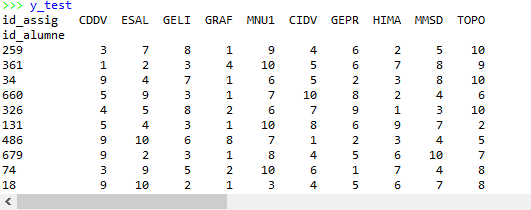 >>> y_test
id_assig CDDV ESAL GELI GRAF MNU1 CIDV GEPR HIMA MMSD TOPO
id_alumne
259 3 7 8 1 9 4 6 2 5 10
361 1 2 3 4 10 5 6 7 8 9
34 9 4 7 1 6 5 2 3 8 10
660 5 9 3 1 7 10 8 2 4 6
326 4 5 8 2 6 7 9 1 3 10
131 5 4 3 1 10 8 6 9 7 2
486 9 10 6 8 7 1 2 3 4 5
679 9 2 3 1 8 4 5 6 10 7
74 3 9 5 2 10 6 1 7 4 8
18 9 10 2 1 3 4 5 6 7 8